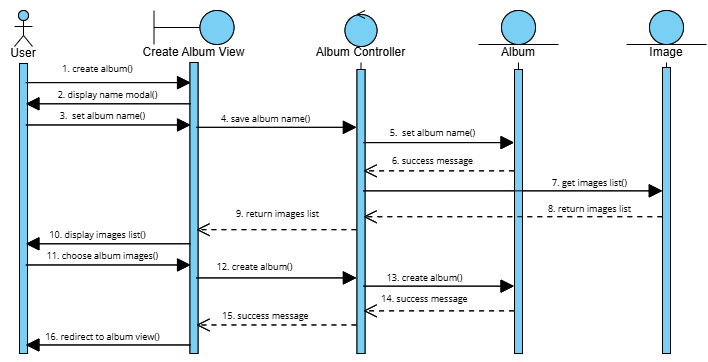 User
Create Album View
Album Controller
Album
Image
1. create album()
2. display name modal()
3. set album name()
4. save album name()
5. set album name()
6. success message
7. get images list()
8. return images list
9. return images list
10. display images list()
11. choose album images()
12. create album()
13. create album()
14. success message
15. success message
16. redirect to album view()